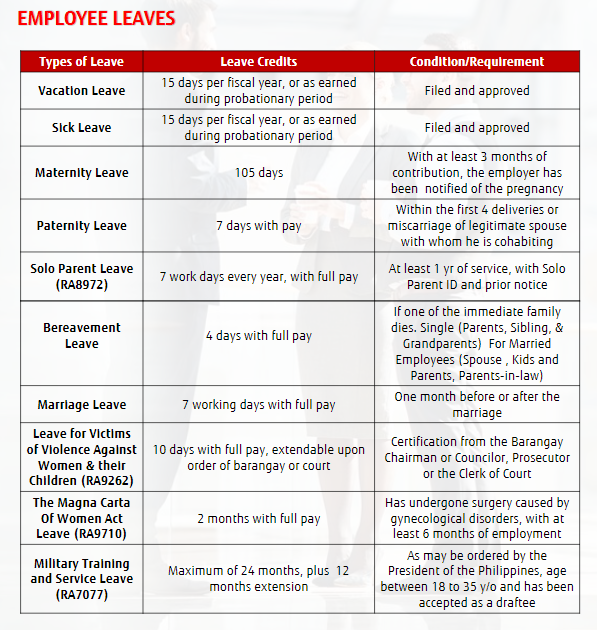 EMPLOYEE LEAVES
Types of Leave
Leave Credits
Condition/Requirement
Vacation Leave
15 days per fiscal year, or as earned
during probationary period
Filed and approved
Sick Leave
15 days per fiscal year, or as earned
during probationary period
Filed and approved
Maternity Leave
105 days
With at least 3 months of
contribution, the employer has
been notified of the pregnancy
Paternity Leave
7 days with pay
Within the first 4 deliveries or
miscarriage of legitimate spouse
with whom he is cohabiting
Solo Parent Leave
(RA8972)
7 work days every year, with full pay
At least 1 yr of service, with Solo
Parent ID and prior notice
Bereavement
Leave
4 days with full pay
If one of the immediate family
dies. Single (Parents, Sibling, &
Grandparents) For Married
Employees (Spouse , Kids and
Parents, Parents-in-law)
Marriage Leave
7 working days with full pay
One month before or after the
marriage
Leave for Victims
of Violence Against
Women & their
Children (RA9262)
10 days with full pay, extendable upon
order of barangay or court
Certification from the Barangay
Chairman or Councilor, Prosecutor
or the Clerk of Court
The Magna Carta
Of Women Act
Leave (RA9710)
2 months with full pay
Has undergone surgery caused by
gynecological disorders, with at
least 6 months of employment
Military Training
and Service Leave
(RA7077)
Maximum of 24 months, plus 12
months extension
As may be ordered by the
President of the Philippines, age
between 18 to 35 y/o and has been
accepted as a draftee